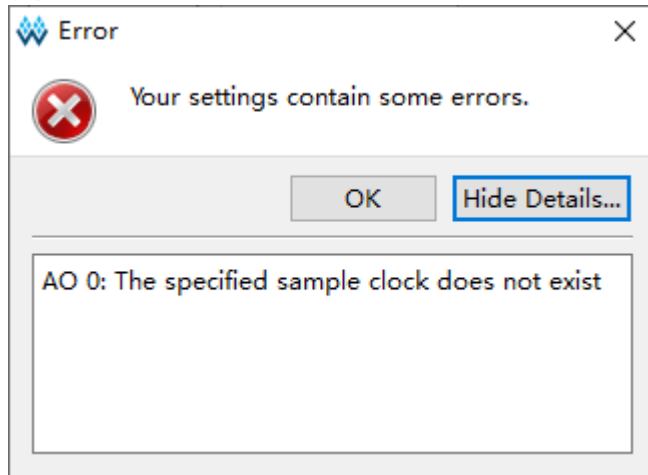 Error
Your settings contain some errors.
OK
Hide Details...
AO 0: The specified sample clock does not exist